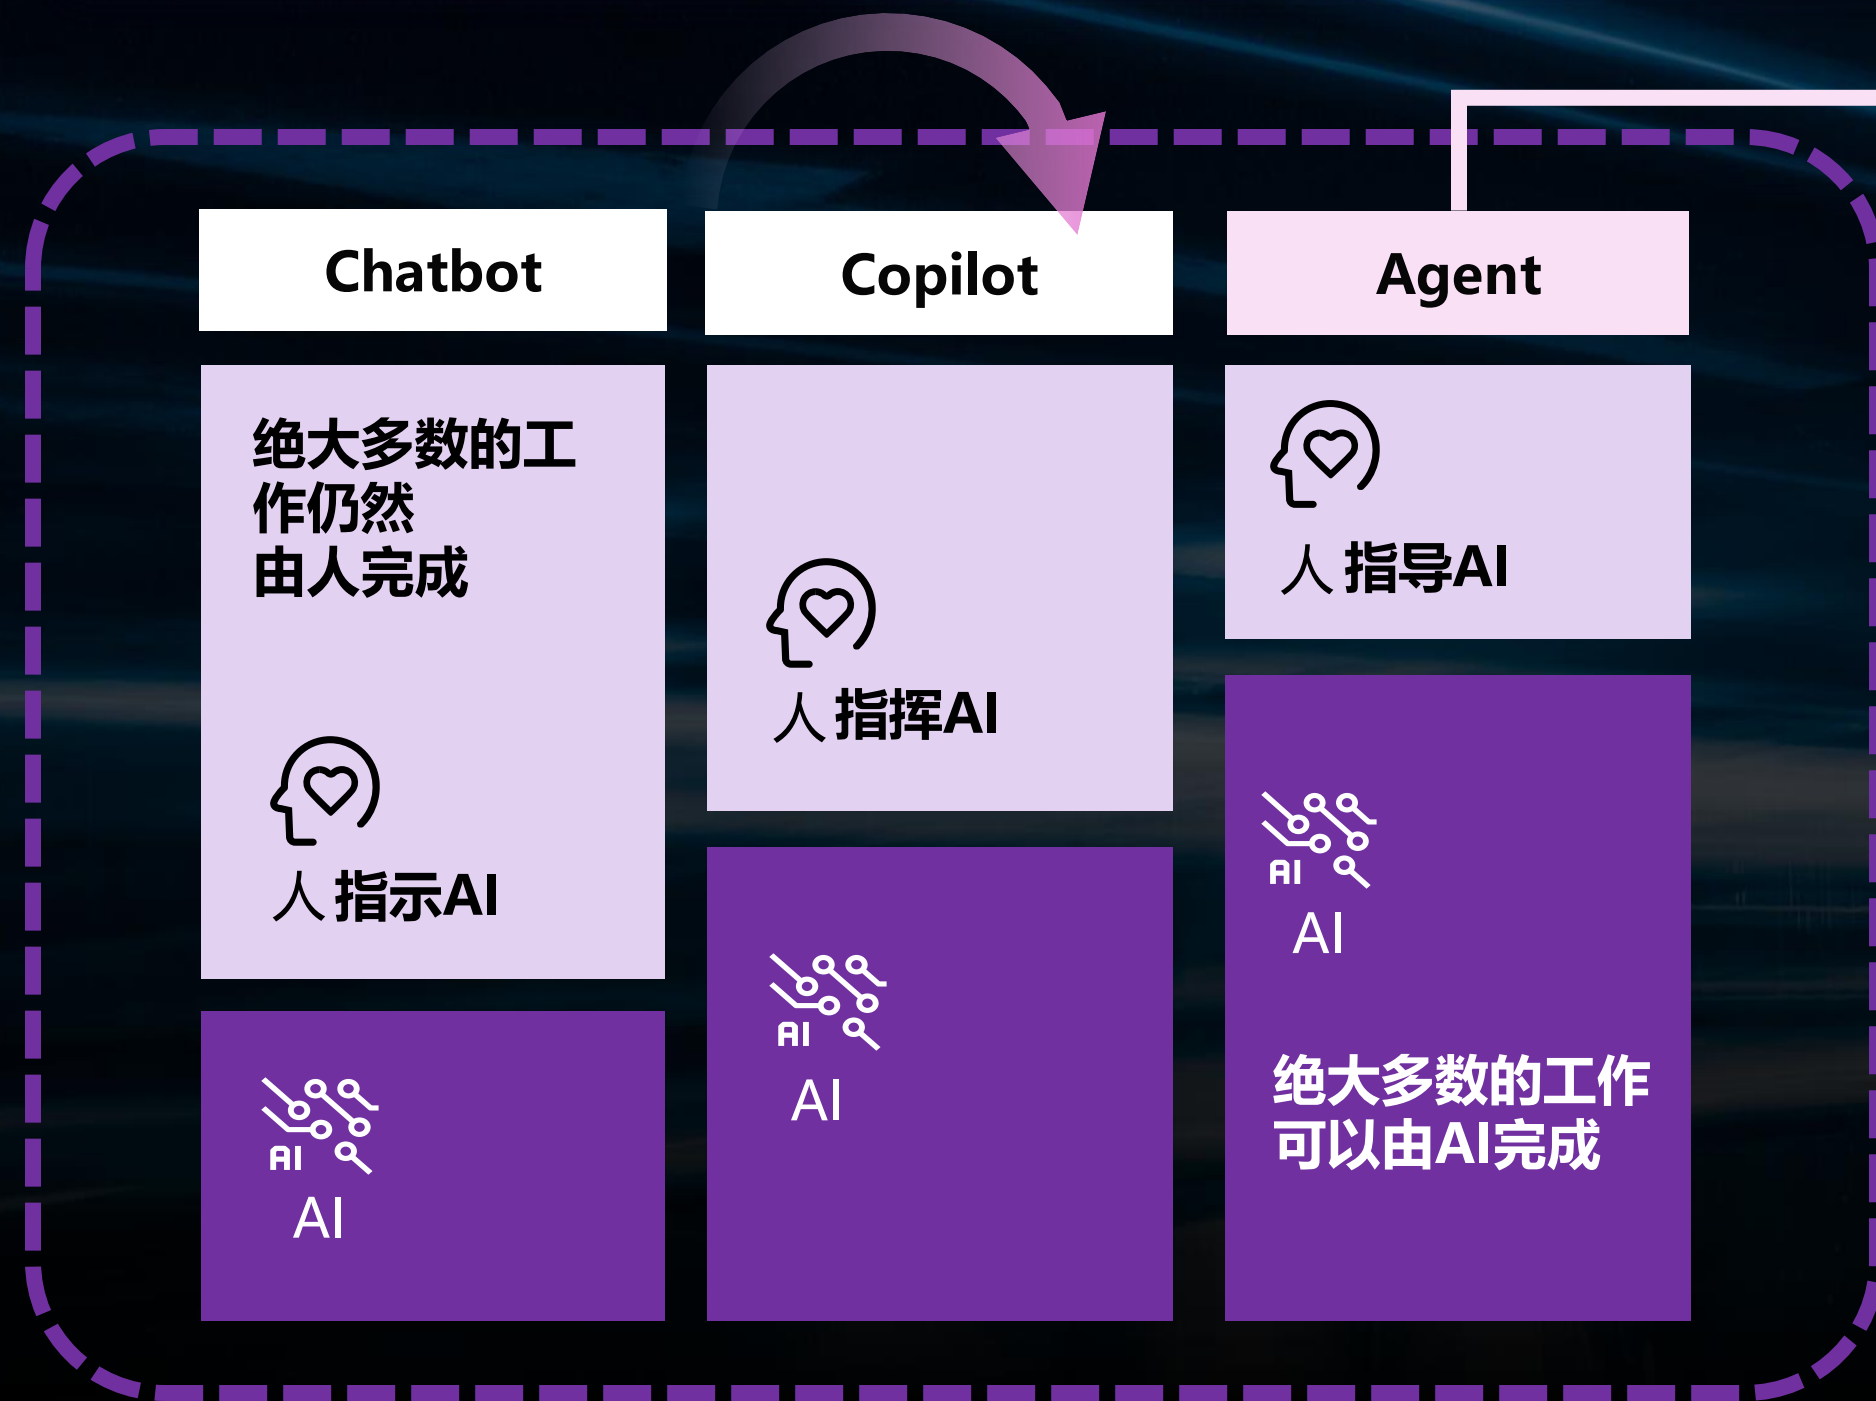 Chatbot
绝大多数的工
作仍然
由人完成
人 指示AI
AI
AI
Copilot
人 指挥AI
AI
AI
Agent
人 指导AI
AI
AI
绝大多数的工作
可以由AI完成